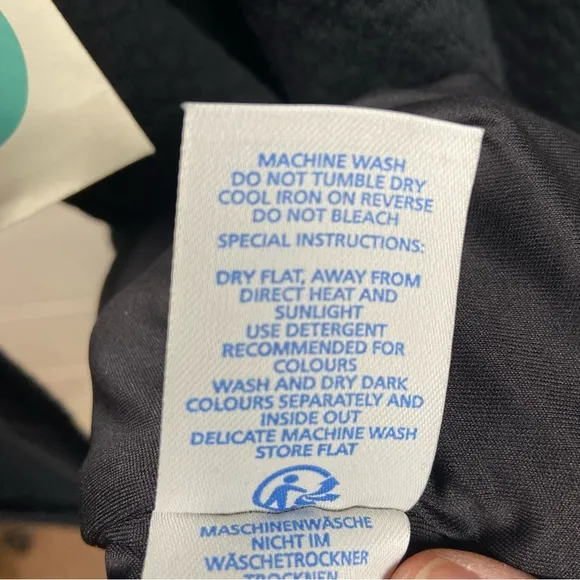 MACHINE WASH
DO NOT TUMBLE DRY
COOL IRON ON REVERSE
DO NOT BLEACH
SPECIAL INSTRUCTIONS:
DRY FLAT, AWAY FROM
DIRECT HEAT AND
SUNLIGHT
USE DETERGENT
RECOMMENDED FOR
COLOURS
WASH AND DRY DARK
COLOURS SEPARATELY AND
INSIDE OUT
DELICATE MACHINE WASH
STORE FLAT
MASCHINENWÄSCHE
NICHT IM
WÄSCHETROCKNER
TROCKNEN